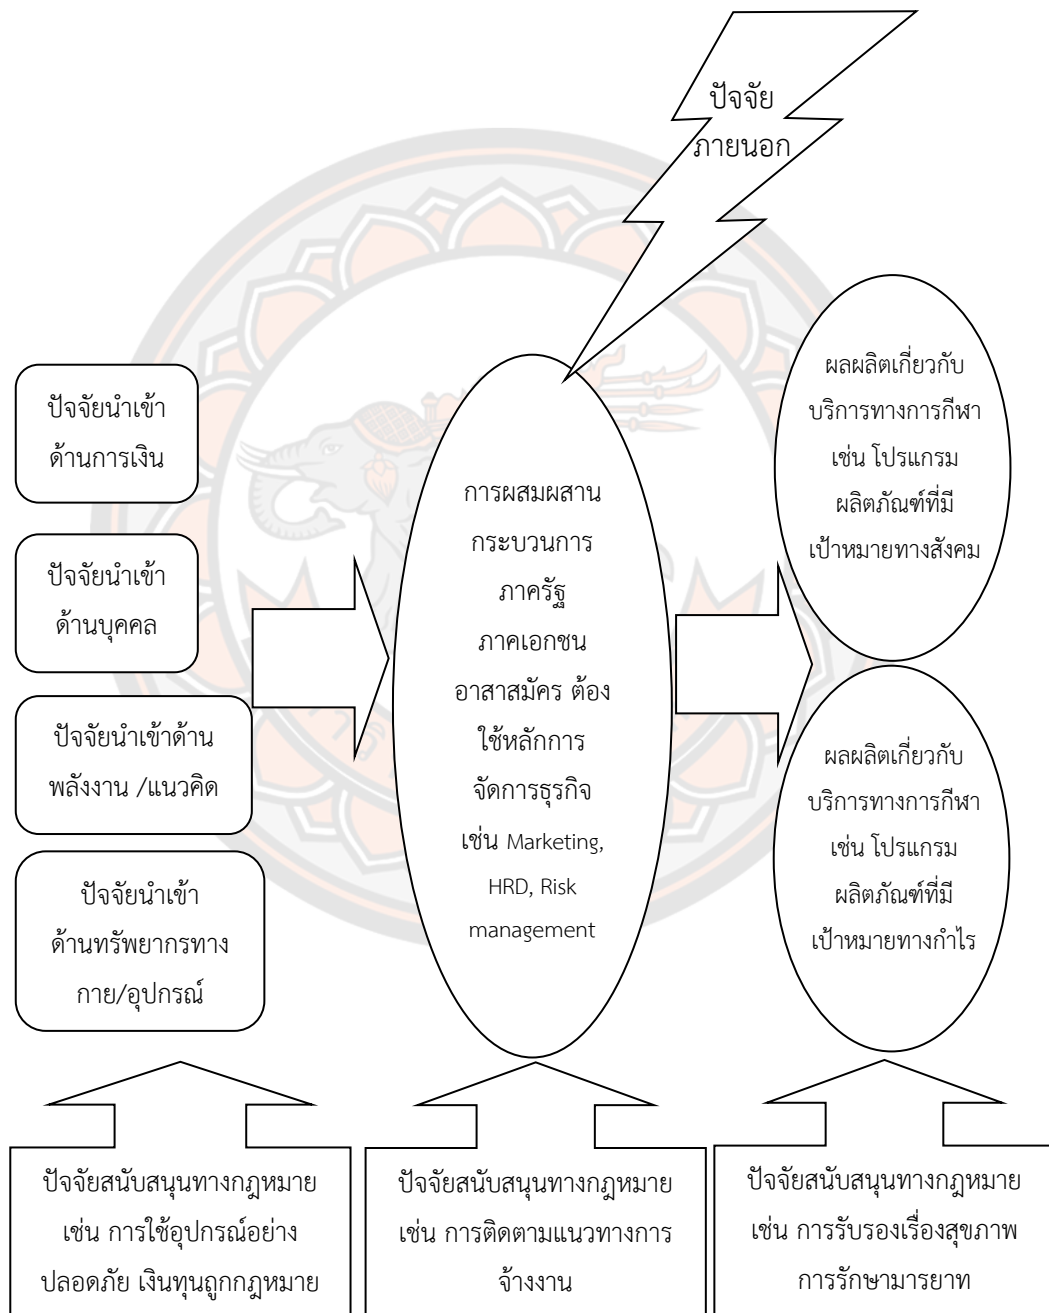 ปัจจัย
ภายนอก
ปัจจัยนำเข้า
ด้านการเงิน
ปัจจัยนำเข้า
ด้านบุคคล
ปัจจัยนำเข้าด้าน
พลังงาน /แนวคิด
ปัจจัยนำเข้า
ด้านทรัพยากรทาง
กาย/อุปกรณ์
การผสมผสาน
กระบวนการ
ภาครัฐ
ภาคเอกชน
อาสาสมัคร ต้อง
ใช้หลักการ
จัดการธุรกิจ
เช่น Marketing,
HRD, Risk
management
ผลผลิตเกี่ยวกับ
บริการทางการกีฬา
เช่น โปรแกรม
ผลิตภัณฑ์ที่มี
เป้าหมายทางสังคม
ผลผลิตเกี่ยวกับ
บริการทางการกีฬา
เช่น โปรแกรม
ผลิตภัณฑ์ที่มี
เป้าหมายทางกำไร
ปัจจัยสนับสนุนทางกฎหมาย
เช่น การใช้อุปกรณ์อย่าง
ปลอดภัย เงินทุนถูกกฎหมาย
ปัจจัยสนับสนุนทางกฎหมาย
เช่น การติดตามแนวทางการ
จ้างงาน
ปัจจัยสนับสนุนทางกฎหมาย
เช่น การรับรองเรื่องสุขภาพ
การรักษามารยาท